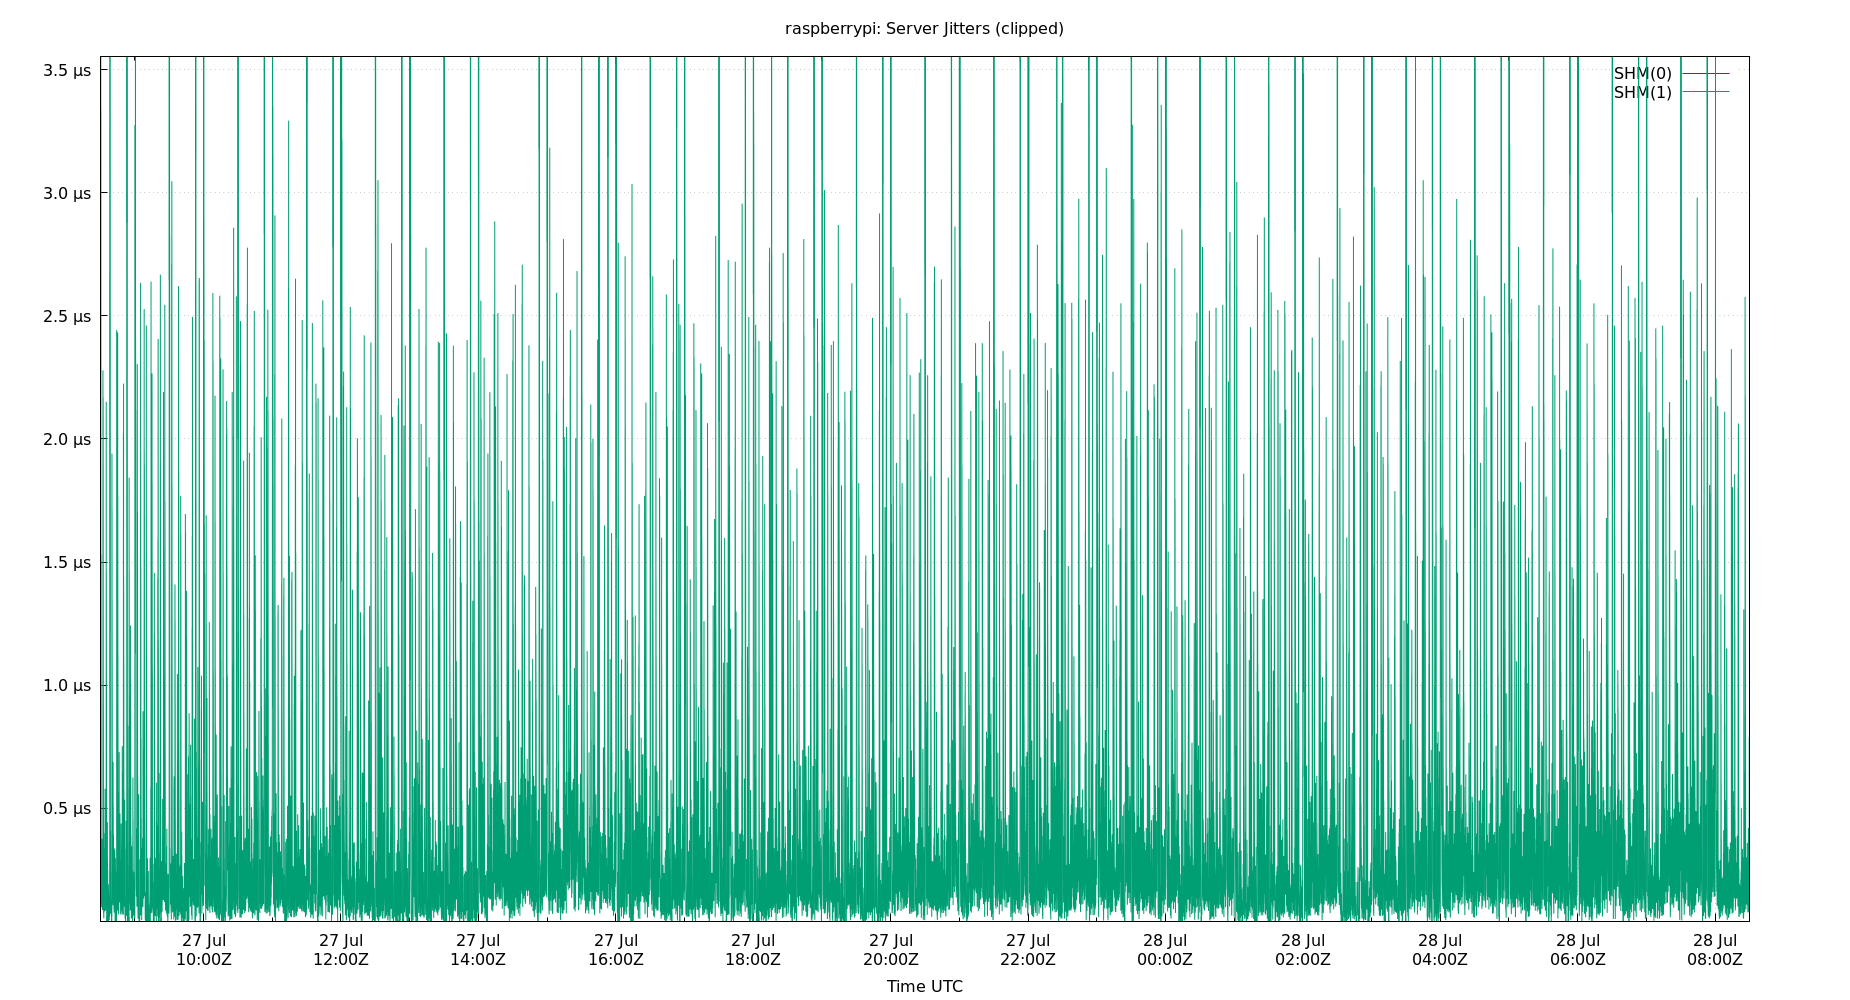 raspberrypi: Server Jitters (clipped)
3.5 μs
3.0 μs
2.5 μs
2.0 μs
1.5 μs
1.0 μs
0.5 μs
SHM(0)
SHM(1)
27 Jul 27 Jul 27 Jul 27 Jul 27 Jul 27 Jul 27 Jul 28 Jul 28 Jul 28 Jul 28 Jul 28 Jul
10:00Z 12:00Z 14:00Z 16:00Z 18:00Z 20:00Z 22:00Z 00:00Z 02:00Z 04:00Z 06:00Z 08:00Z
Time UTC